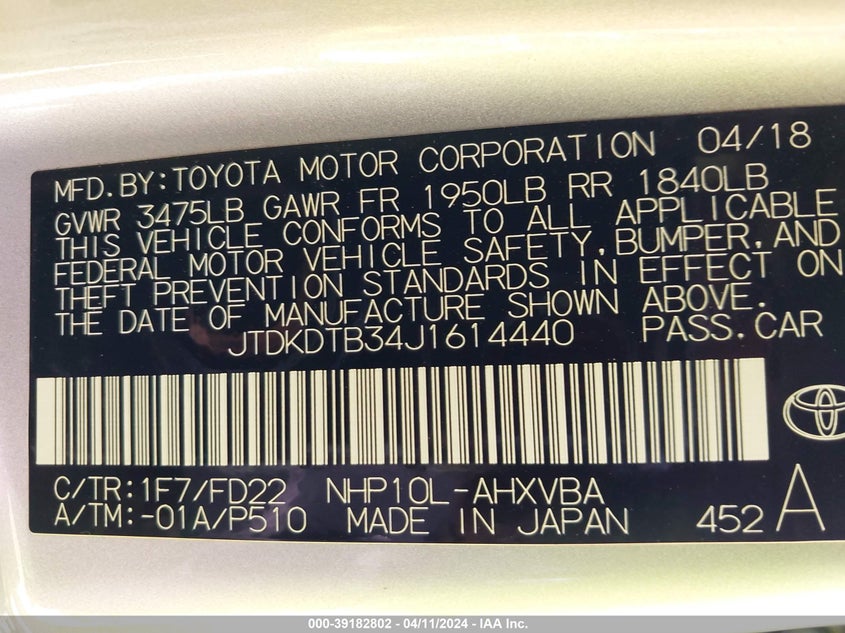 MFD.BY:TOYOTA MOTOR CORPORATION 04/18
GVWR 3475LB GAWR FR 1950LB RR 1840LB
THIS VEHICLE CONFORMS TO ALL APPLICABLE
FEDERAL MOTOR VEHICLE SAFETY,BUMPER,AND
THEFT PREVENTION STANDARDS IN EFFECT ON
THE DATE OF MANUFACTURE SHOWN ABOVE.
JTDKDTB34J1614440 PASS.CAR
C/TR:1F7/FD22 NHP10L-AHXVBA
A/TM:-01A/P510 MADE IN JAPAN 452 A
000-39182802 - 04/11/2024 - IAA Inc.